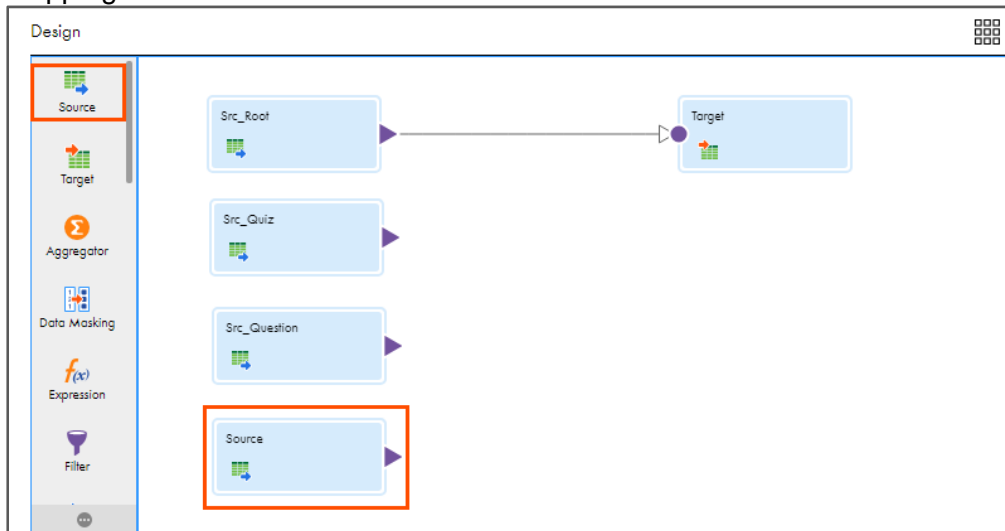 Design
Source
Target
Aggregator
Data Masking
Expression
Filter
Src_Root
Target
Src_Quiz
Src_Question
Source